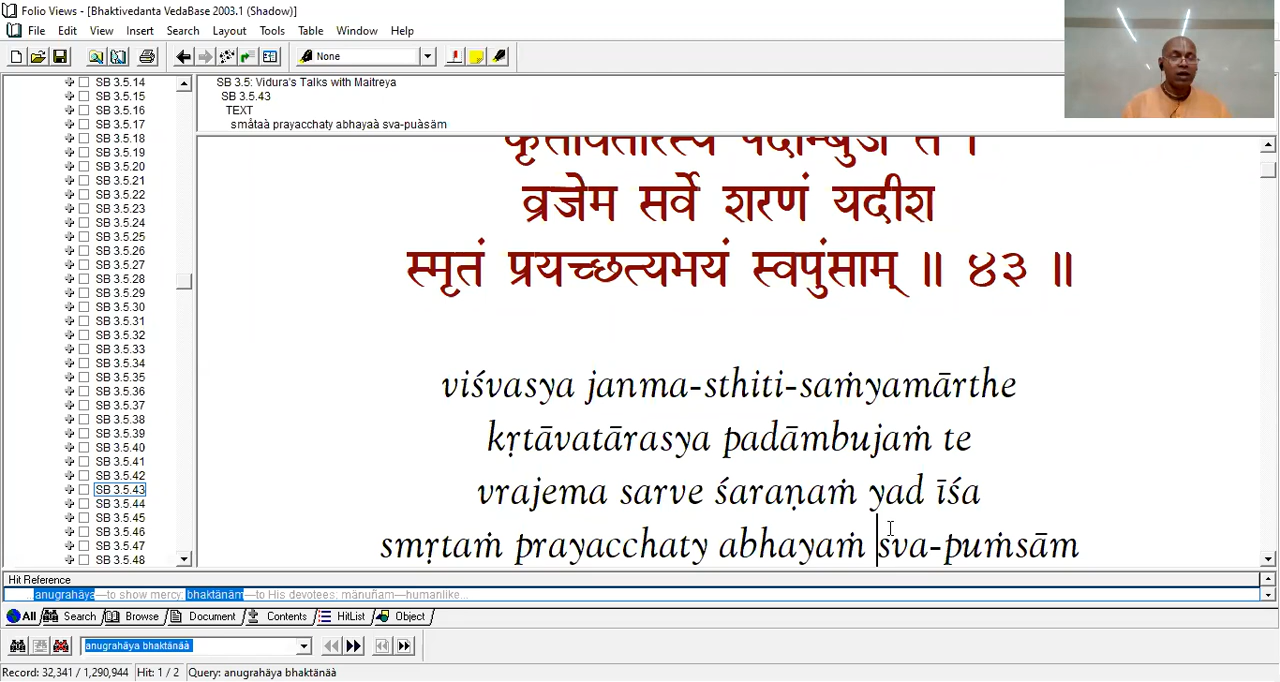 Folio Views - [Bhaktivedanta VedaBase 2003.1 (Shadow)]
File Edit View Insert Search Layout Tools Table Window Help
None
SB 3.5.14
SB 3.5.15
SB 3.5.16
SB 3.5.17
SB 3.5.18
SB 3.5.19
SB 3.5.20
SB 3.5.21
SB 3.5.22
SB 3.5.23
SB 3.5.24
SB 3.5.25
SB 3.5.26
SB 3.5.27
SB 3.5.28
SB 3.5.29
SB 3.5.30
SB 3.5.31
SB 3.5.32
SB 3.5.33
SB 3.5.34
SB 3.5.35
SB 3.5.36
SB 3.5.37
SB 3.5.38
SB 3.5.39
SB 3.5.40
SB 3.5.41
SB 3.5.42
SB 3.5.43
SB 3.5.44
SB 3.5.45
SB 3.5.46
SB 3.5.47
SB 3.5.48
SB 3.5: Vidura's Talks with Maitreya
SB 3.5.43
TEXT
småtaà prayacchaty abhayaà sva-puàsäm
कृतावतारस्य पदाम्बुजं ते ।
व्रजेम सर्वे शरणं यदीश
स्मृतं प्रयच्छत्यभयं स्वपुंसाम् ॥ ४३ ॥
viśvasya janma-sthiti-saṁyamārthe
kṛtāvatārasya padāmbujaṁ te
vrajema sarve śaraṇaṁ yad īśa
smṛtaṁ prayacchaty abhayaṁ sva-puṁsām
Hit Reference
...anugrahäya—to show mercy; bhaktänäm—to His devotees; mänuñam—humanlike...
All Search Browse Document Contents HitList Object
anugrahäya bhaktänäà
Record: 32,341 / 1,290,944 Hit: 1 / 2 Query: anugrahäya bhaktänäà